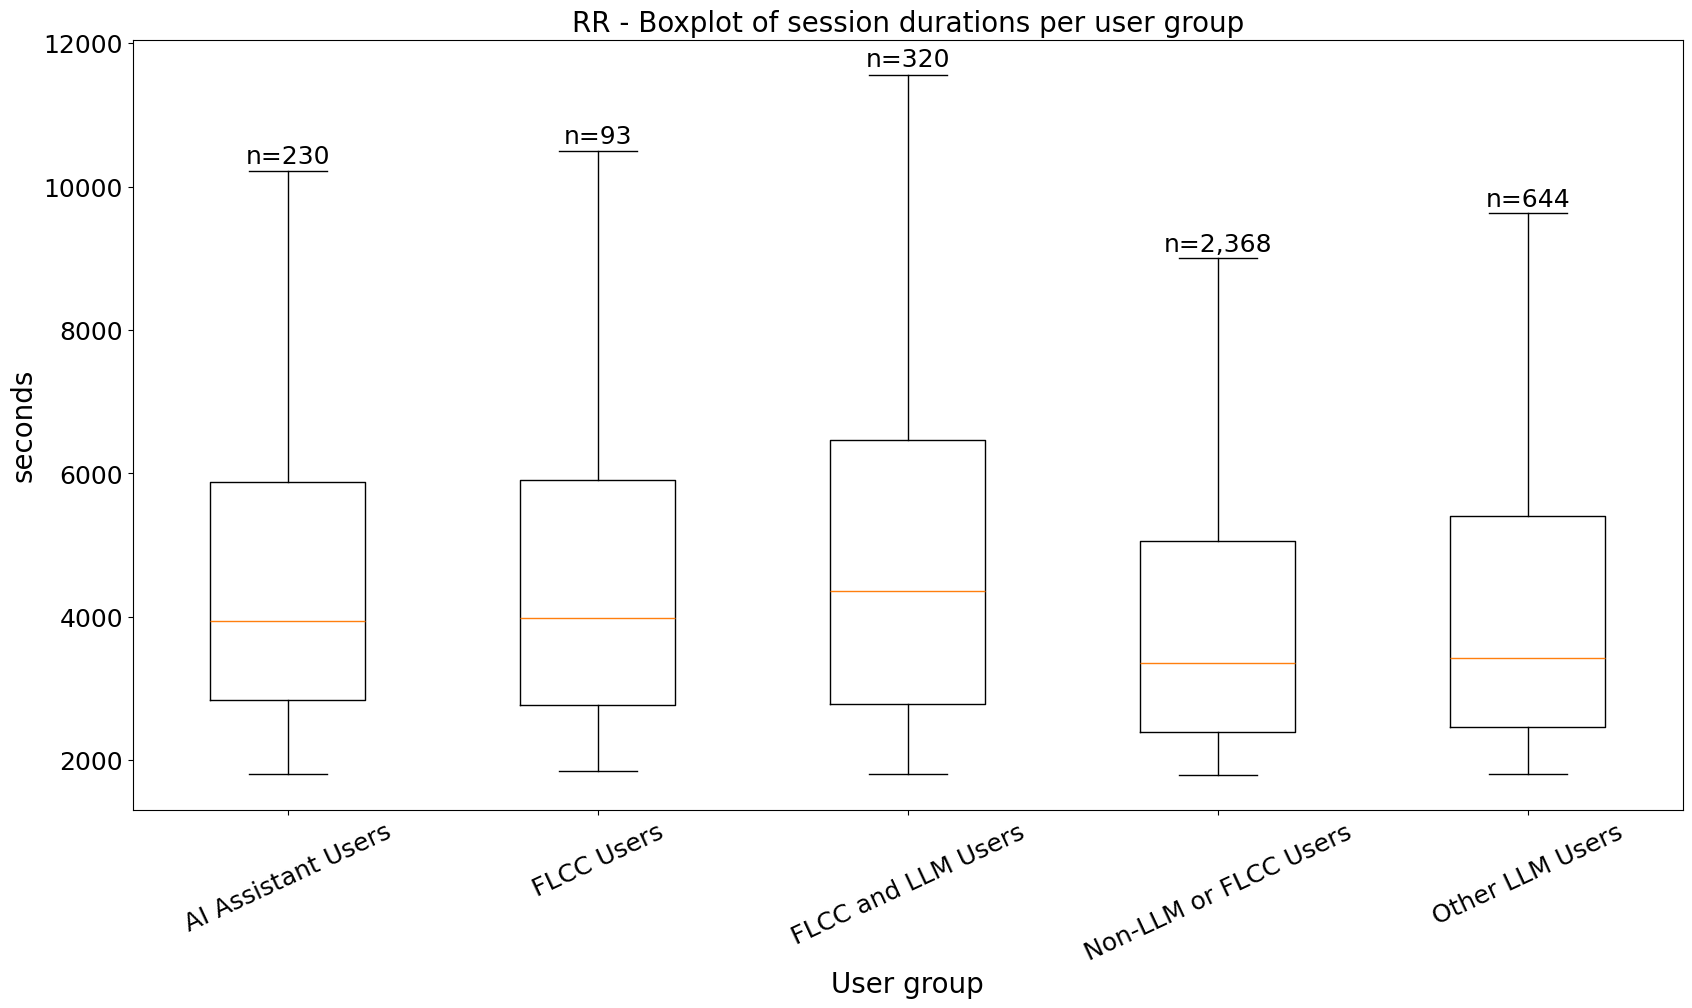 RR - Boxplot of session durations per user group
12000
10000
8000
6000
4000
2000
seconds
n=230
n=93
n=320
n=2,368
n=644
AI Assistant Users
FLCC Users
FLCC and LLM Users
Non-LLM or FLCC Users
Other LLM Users
User group